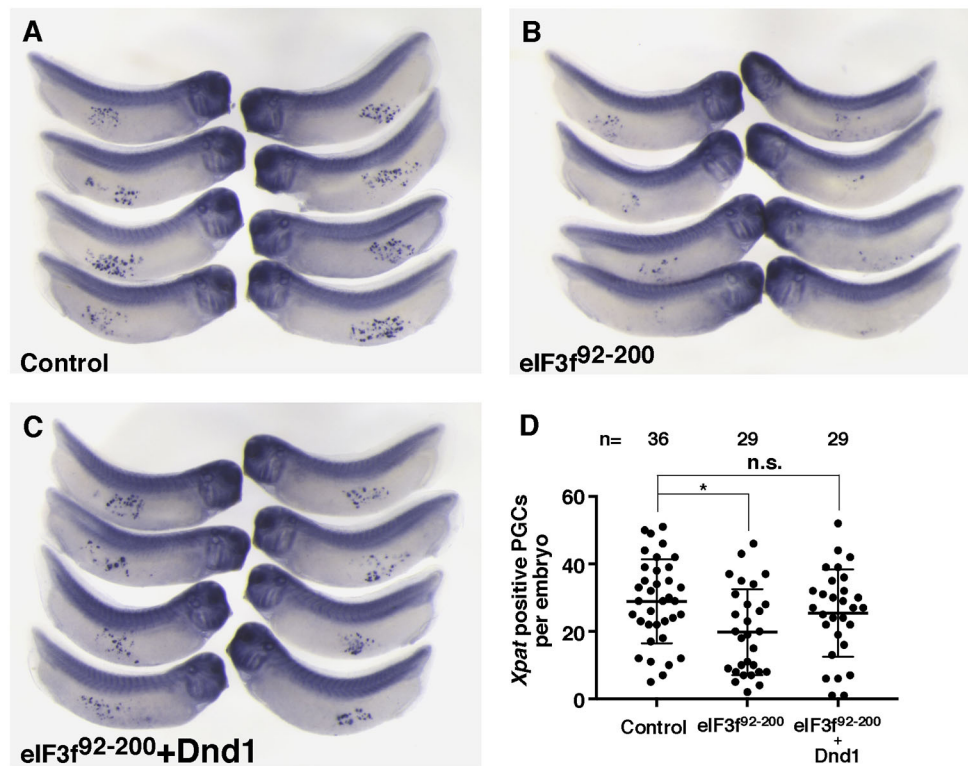 A
Control
B
eIF3f92-200
C
eIF3f92-200+Dnd1
D
n= 36 29 29
n.s.
*
60
40
20
0
Xpat positive PGCs
per embryo
Control
eIF3f92-200
eIF3f92-200
+
Dnd1